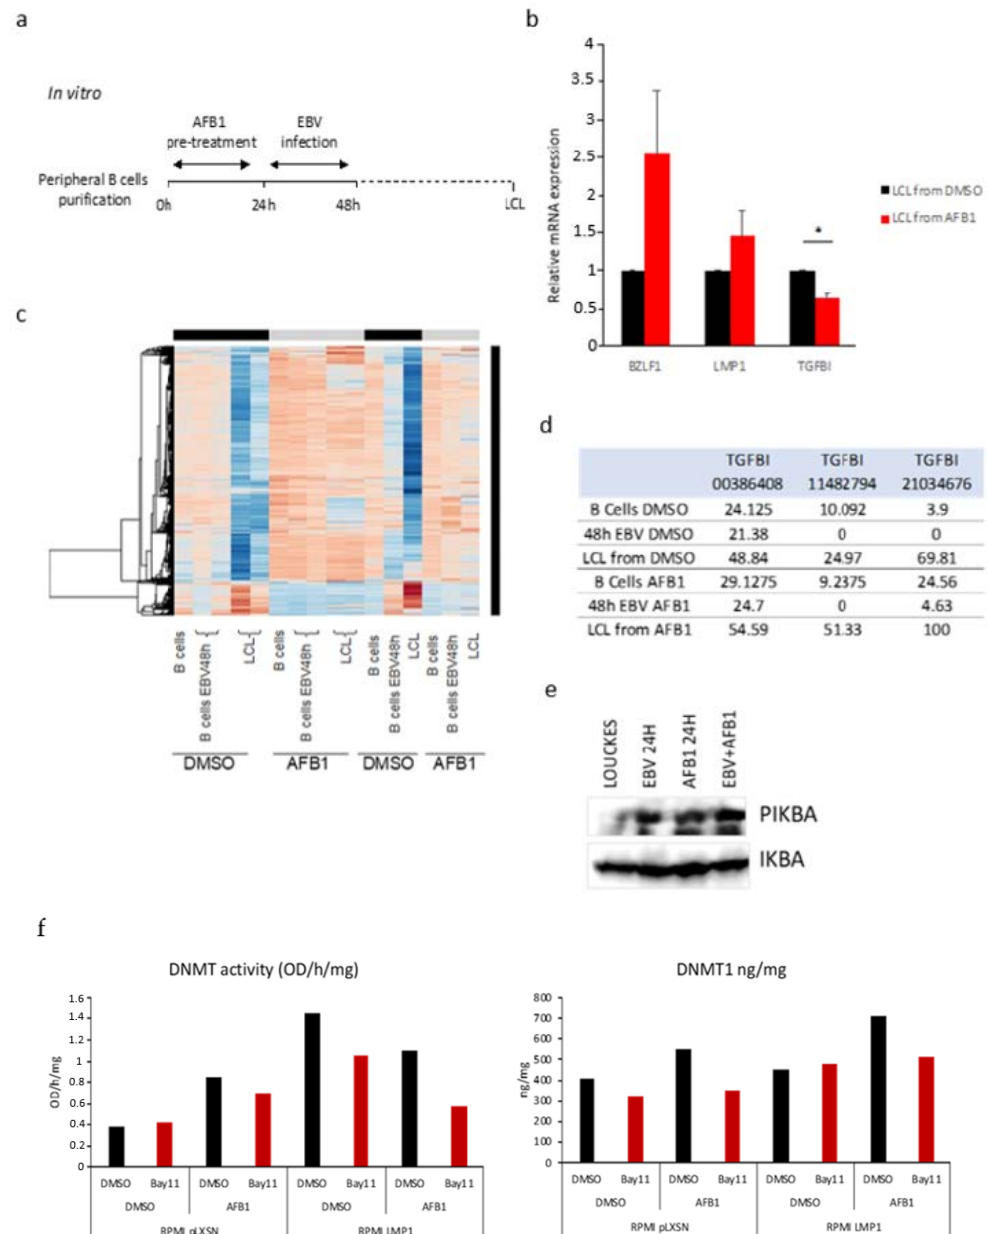 a
In vitro
AFB1
pre-treatment
EBV
infection
Peripheral B cells
purification
0h
24h
48h
LCL
b
Relative mRNA expression
4
3.5
3
2.5
2
1.5
1
0.5
0
*
BZLF1
LMP1
TGFBI
LCL from DMSO
LCL from AFB1
c
B cells
B cells EBV48h
LCL
B cells
B cells EBV48h
LCL
B cells
B cells EBV48h
LCL
B cells
B cells EBV48h
LCL
DMSO
AFB1
DMSO
AFB1
d
TGFBI TGFBI TGFBI
00386408 11482794 21034676
B Cells DMSO 24.125 10.092 3.9
48h EBV DMSO 21.38 0 0
LCL from DMSO 48.84 24.97 69.81
B Cells AFB1 29.1275 9.2375 24.56
48h EBV AFB1 24.7 0 4.63
LCL from AFB1 54.59 51.33 100
e
LOUCKES
EBV 24H
AFB1 24H
EBV+AFB1
PIKBA
IKBA
f
DNMT activity (OD/h/mg)
OD/h/mg
1.6
1.4
1.2
1
0.8
0.6
0.4
0.2
0
DMSO Bay11 DMSO Bay11 DMSO Bay11 DMSO Bay11
DMSO AFB1 DMSO AFB1
RPMI pLXSN RPMI LMP1
DNMT1 ng/mg
ng/mg
800
700
600
500
400
300
200
100
0
DMSO Bay11 DMSO Bay11 DMSO Bay11 DMSO Bay11
DMSO AFB1 DMSO AFB1
RPMI pLXSN RPMI LMP1